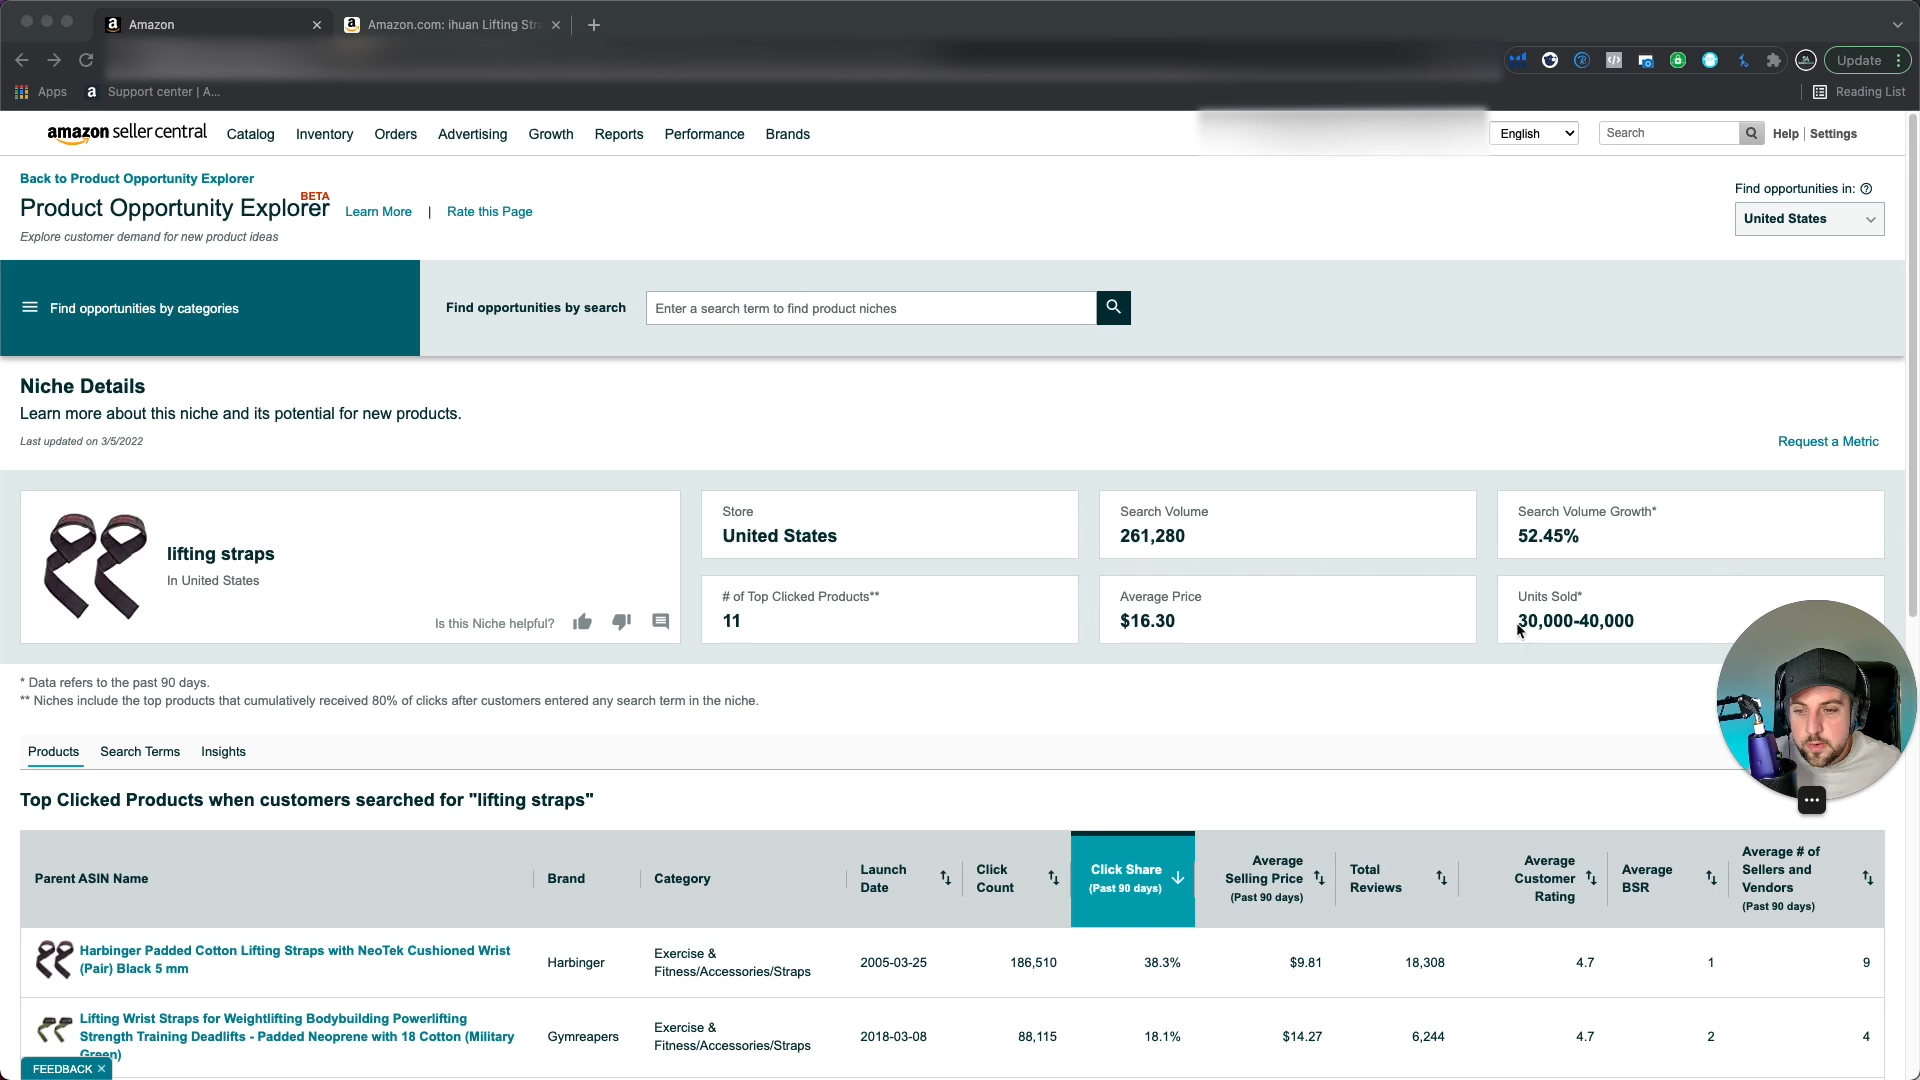 Amazon
Amazon.com: ihuan Lifting Stra
Update
Apps
Support center | A...
Reading List
amazon seller central
Catalog
Inventory
Orders
Advertising
Growth
Reports
Performance
Brands
English
Search
Help | Settings
Back to Product Opportunity Explorer
Product Opportunity Explorer
BETA
Learn More | Rate this Page
Explore customer demand for new product ideas
Find opportunities in:
United States
Find opportunities by categories
Find opportunities by search
Enter a search term to find product niches
Niche Details
Learn more about this niche and its potential for new products.
Last updated on 3/5/2022
Request a Metric
lifting straps
In United States
Is this Niche helpful?
Store
United States
Search Volume
261,280
Search Volume Growth*
52.45%
# of Top Clicked Products**
11
Average Price
$16.30
Units Sold*
30,000-40,000
* Data refers to the past 90 days.
** Niches include the top products that cumulatively received 80% of clicks after customers entered any search term in the niche.
Products
Search Terms
Insights
Top Clicked Products when customers searched for "lifting straps"
Parent ASIN Name
Brand
Category
Launch
Date
Click
Count
Click Share
(Past 90 days)
Average
Selling Price
(Past 90 days)
Total
Reviews
Average
Customer
Rating
Average
BSR
Average # of
Sellers and
Vendors
(Past 90 days)
Harbinger Padded Cotton Lifting Straps with NeoTek Cushioned Wrist
(Pair) Black 5 mm
Harbinger
Exercise &
Fitness/Accessories/Straps
2005-03-25
186,510
38.3%
$9.81
18,308
4.7
1
9
Lifting Wrist Straps for Weightlifting Bodybuilding Powerlifting
Strength Training Deadlifts - Padded Neoprene with 18 Cotton (Military
Green)
Gymreapers
Exercise &
Fitness/Accessories/Straps
2018-03-08
88,115
18.1%
$14.27
6,244
4.7
2
4
FEEDBACK